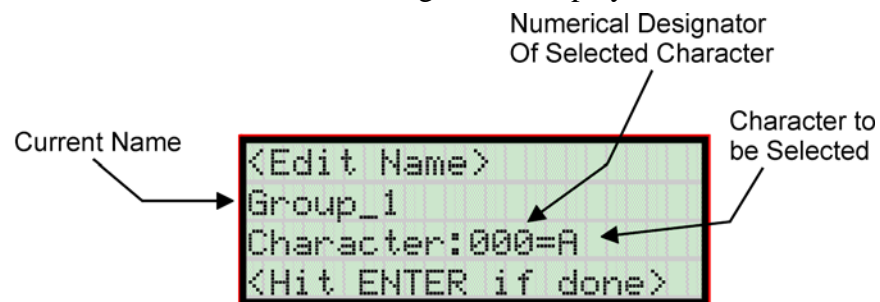 Numerical Designator
Of Selected Character
Character to
be Selected
Current Name
<Edit Name>
Group_1
Character:000=A
<Hit ENTER if done>